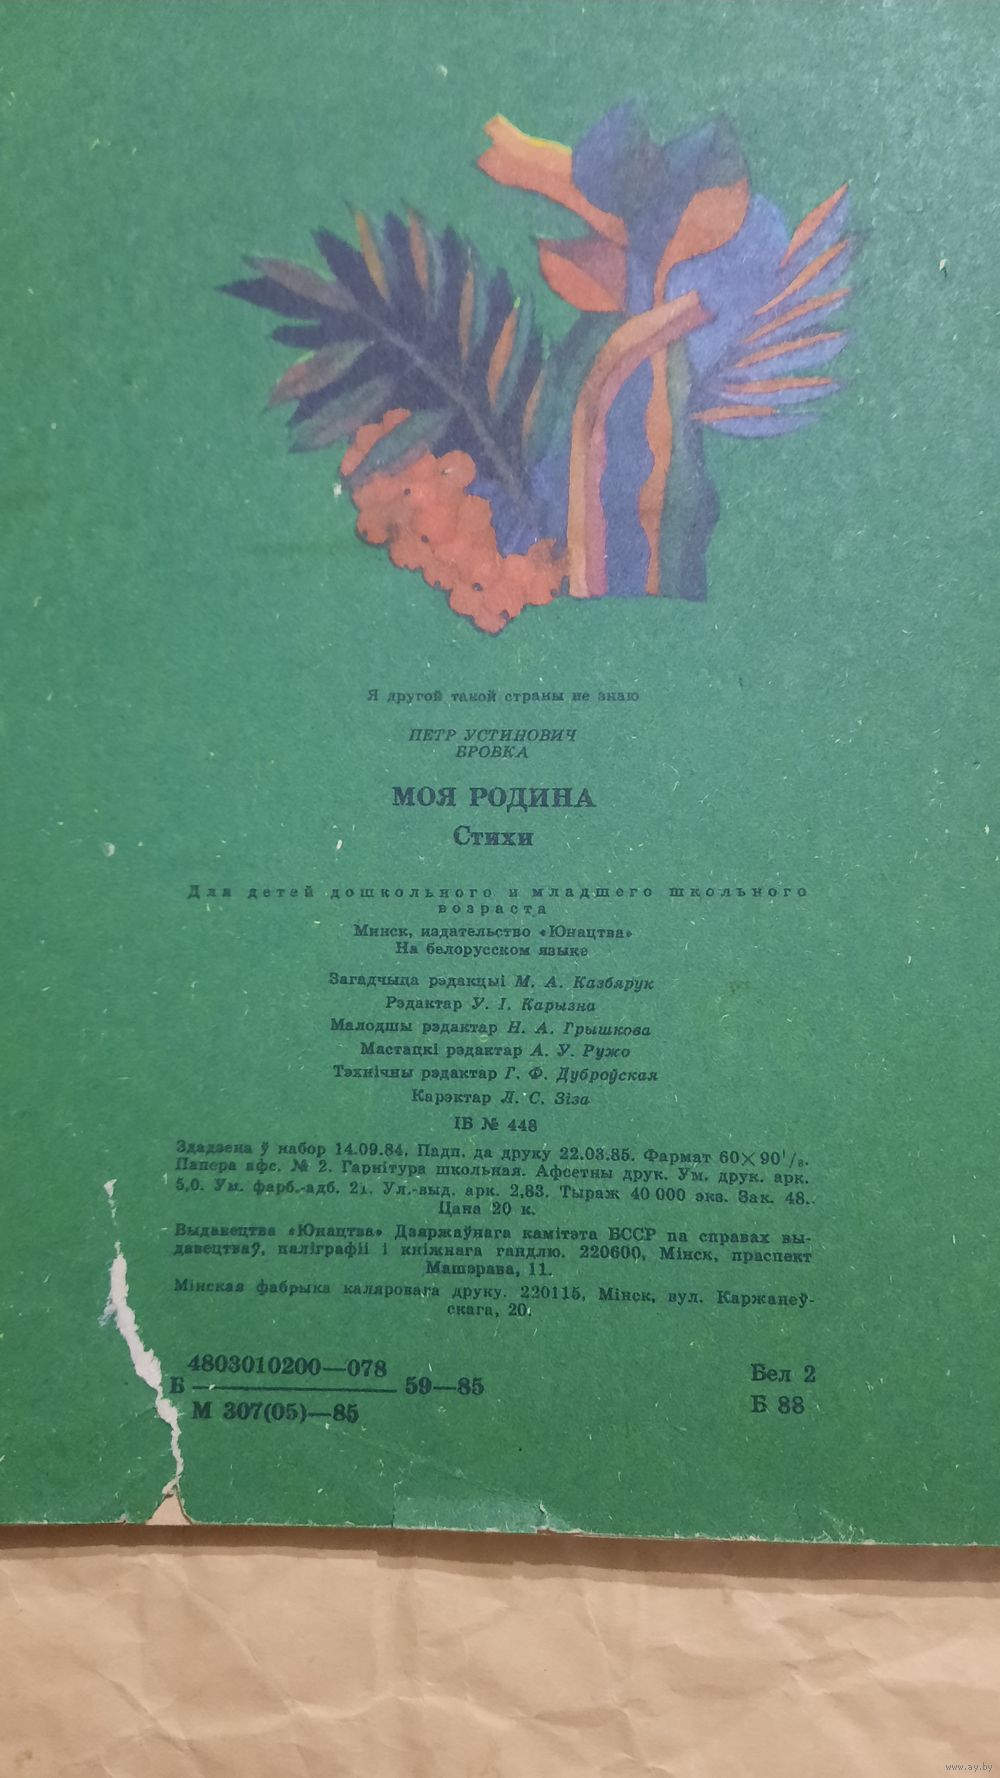 Я другой такой страны не знаю
ПЕТР УСТИНОВИЧ
БРОВКА
МОЯ РОДИНА
Стихи
Для детей дошкольного и младшего школьного
возраста
Минск, издательство «Юнацтва»
На белорусском языке
Загадчыца рэдакцыі М. А. Казбярук
Рэдактар У. І. Карызна
Малодшы рэдактар Н. А. Грышкова
Мастацкі рэдактар А. У. Ружо
Тэхнічны рэдактар Г. Ф. Дуброўская
Карэктар Л. С. Зіза
ІБ № 448
Здадзена ў набор 14.09.84. Падп. да друку 22.03.85. Фармат 60×90¹/₈.
Папера афс. № 2. Гарнітура школьная. Афсетны друк. Ум. друк. арк.
5,0. Ум. фарб.-адб. 21. Ул.-выд. арк. 2,83. Тыраж 40 000 экз. Зак. 48.
Цана 20 к.
Выдавецтва «Юнацтва» Дзяржаўнага камітэта БССР па справах вы-
давецтваў, паліграфіі і кніжнага гандлю. 220600, Мінск, праспект
Машэрава, 11.
Мінская фабрыка каляровага друку. 220115, Мінск, вул. Каржанеў-
скага, 20.
4803010200—078
Б 59—85
М 307(05)—85
Бел 2
Б 88
www.ay.by